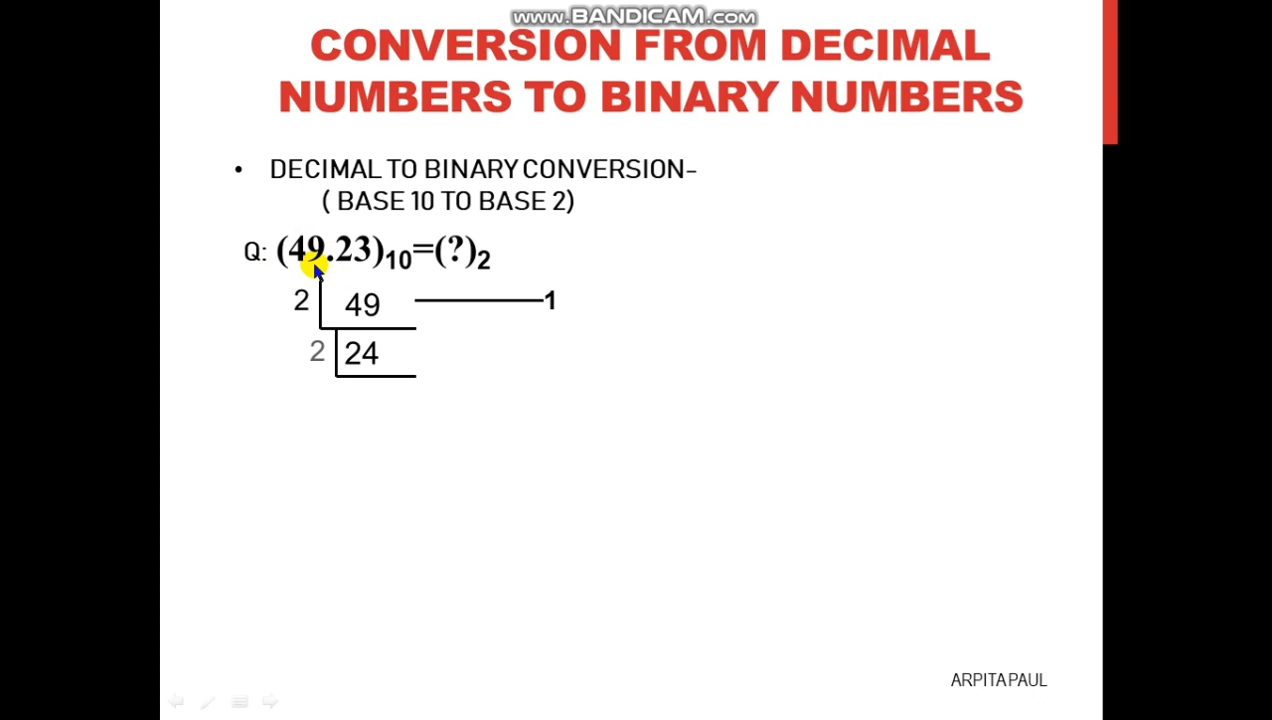 www.BANDICAM.com
CONVERSION FROM DECIMAL
NUMBERS TO BINARY NUMBERS
• DECIMAL TO BINARY CONVERSION-
( BASE 10 TO BASE 2)
Q: (49.23)10=(?)2
2 49 1
2 24
ARPITA PAUL